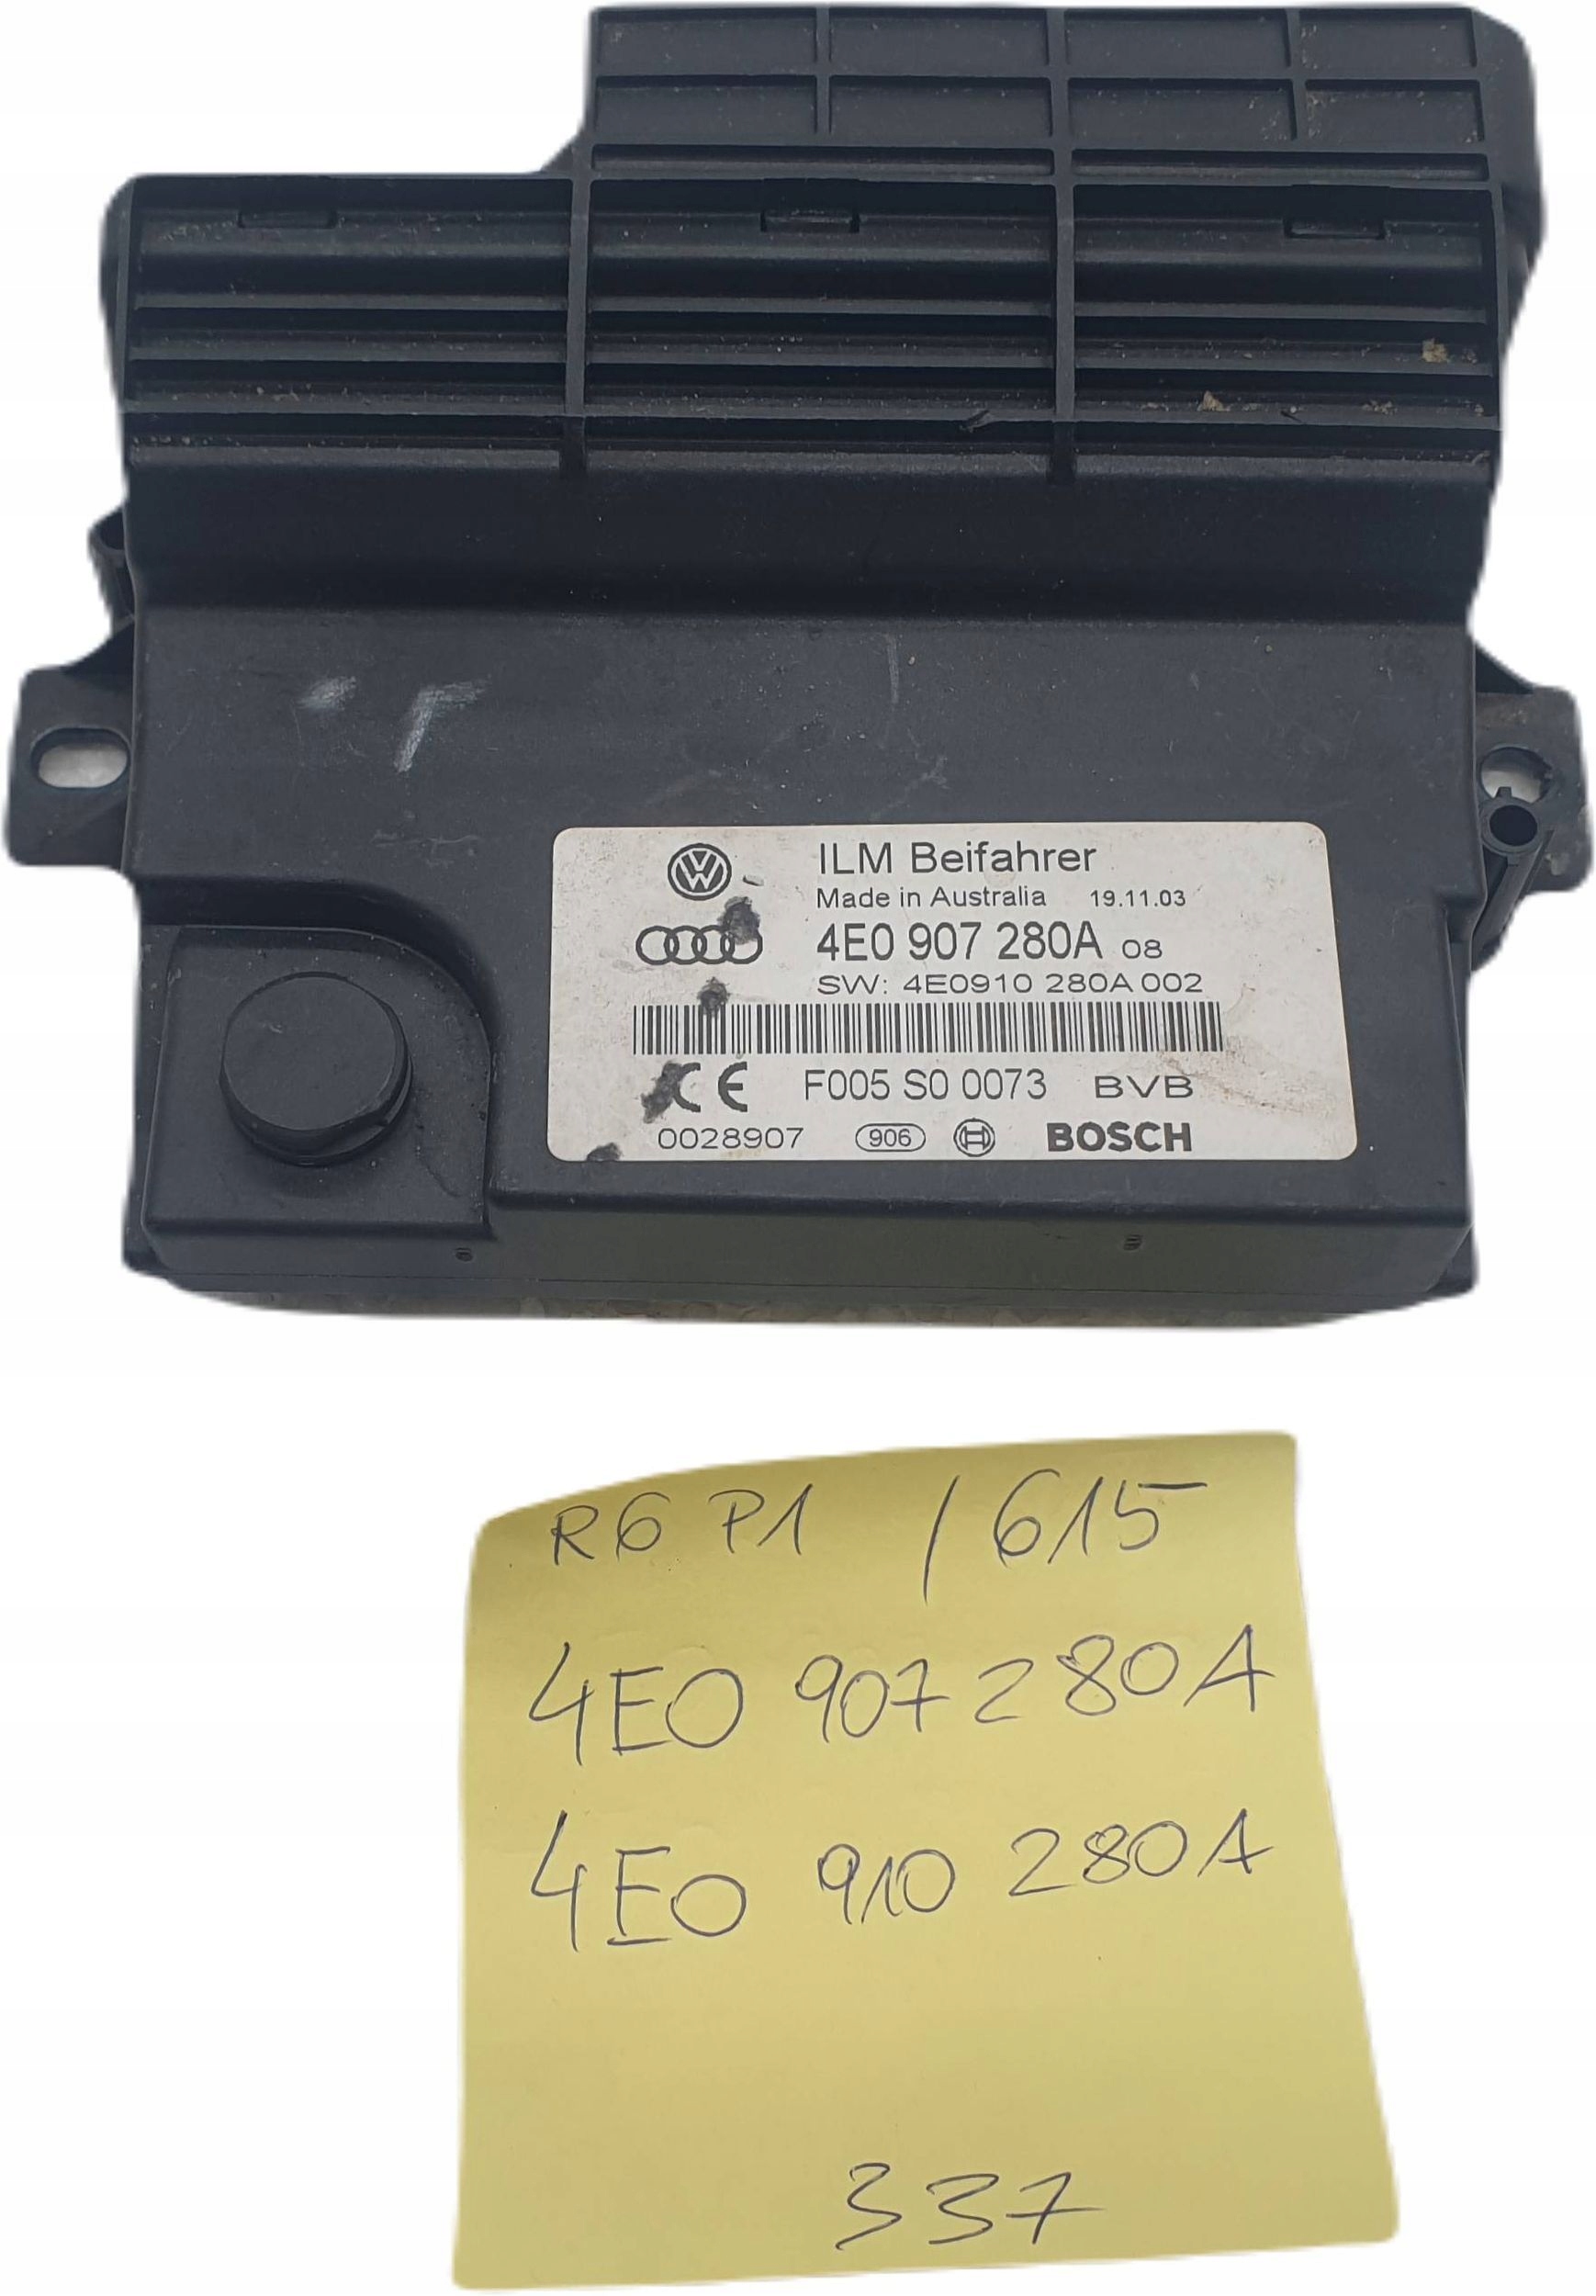 ILM Beifahrer
Made in Australia 19.11.03
4E0 907 280A 08
SW: 4E0910 280A 002
CE F005 S0 0073 BVB
0028907 906 BOSCH
R6 P1 / 615
4E0 907 280A
4E0 910 280A
337